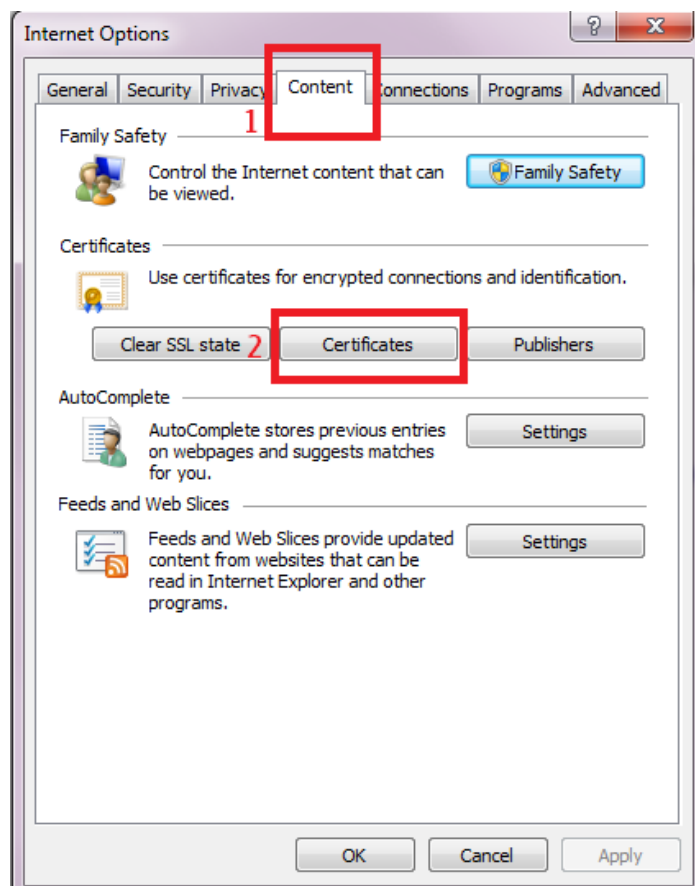 Internet Options
General Security Privacy Content Connections Programs Advanced
1
Family Safety
Control the Internet content that can
be viewed.
Family Safety
Certificates
Use certificates for encrypted connections and identification.
Clear SSL state 2 Certificates Publishers
AutoComplete
AutoComplete stores previous entries
on webpages and suggests matches
for you.
Settings
Feeds and Web Slices
Feeds and Web Slices provide updated
content from websites that can be
read in Internet Explorer and other
programs.
Settings
OK Cancel Apply